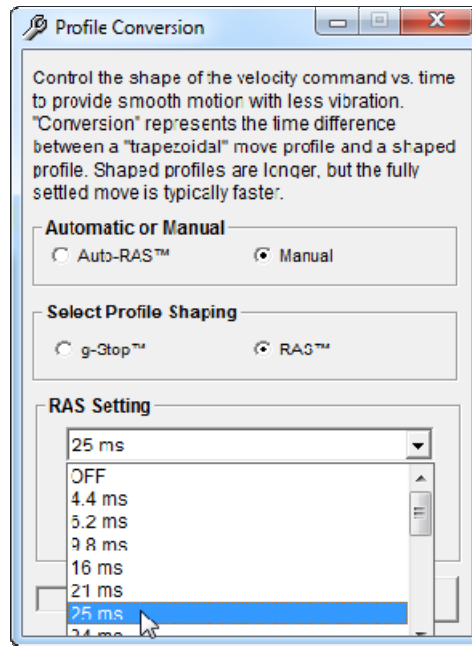 Profile Conversion
Control the shape of the velocity command vs. time
to provide smooth motion with less vibration.
"Conversion" represents the time difference
between a "trapezoidal" move profile and a shaped
profile. Shaped profiles are longer, but the fully
settled move is typically faster.
Automatic or Manual
Auto-RAS™
Manual
Select Profile Shaping
g-Stop™
RAS™
RAS Setting
25 ms
OFF
4.4 ms
9.8 ms
16 ms
21 ms
25 ms